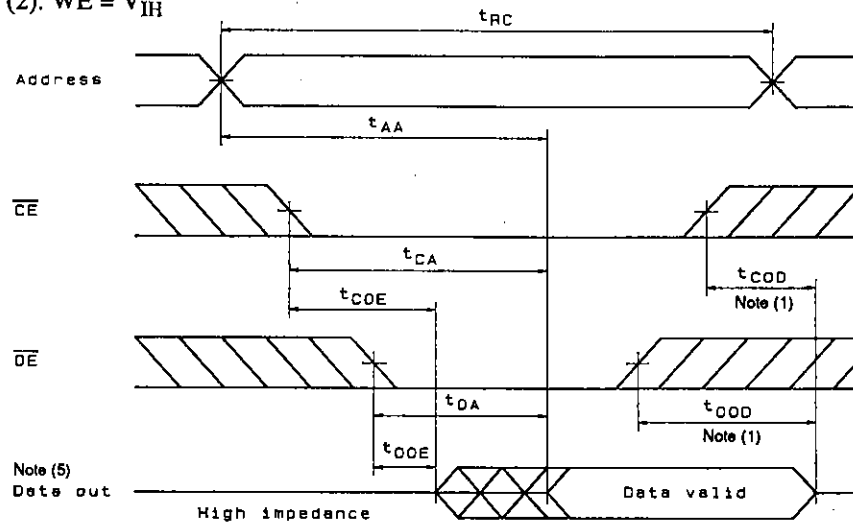 (2). WE = VIH
tRC
Address
tAA
CE
tCA
tCOE
tCOD
Note (1)
OE
tOA
tOOD
Note (1)
tOOE
Note (5)
Data out
Data valid
High impedance